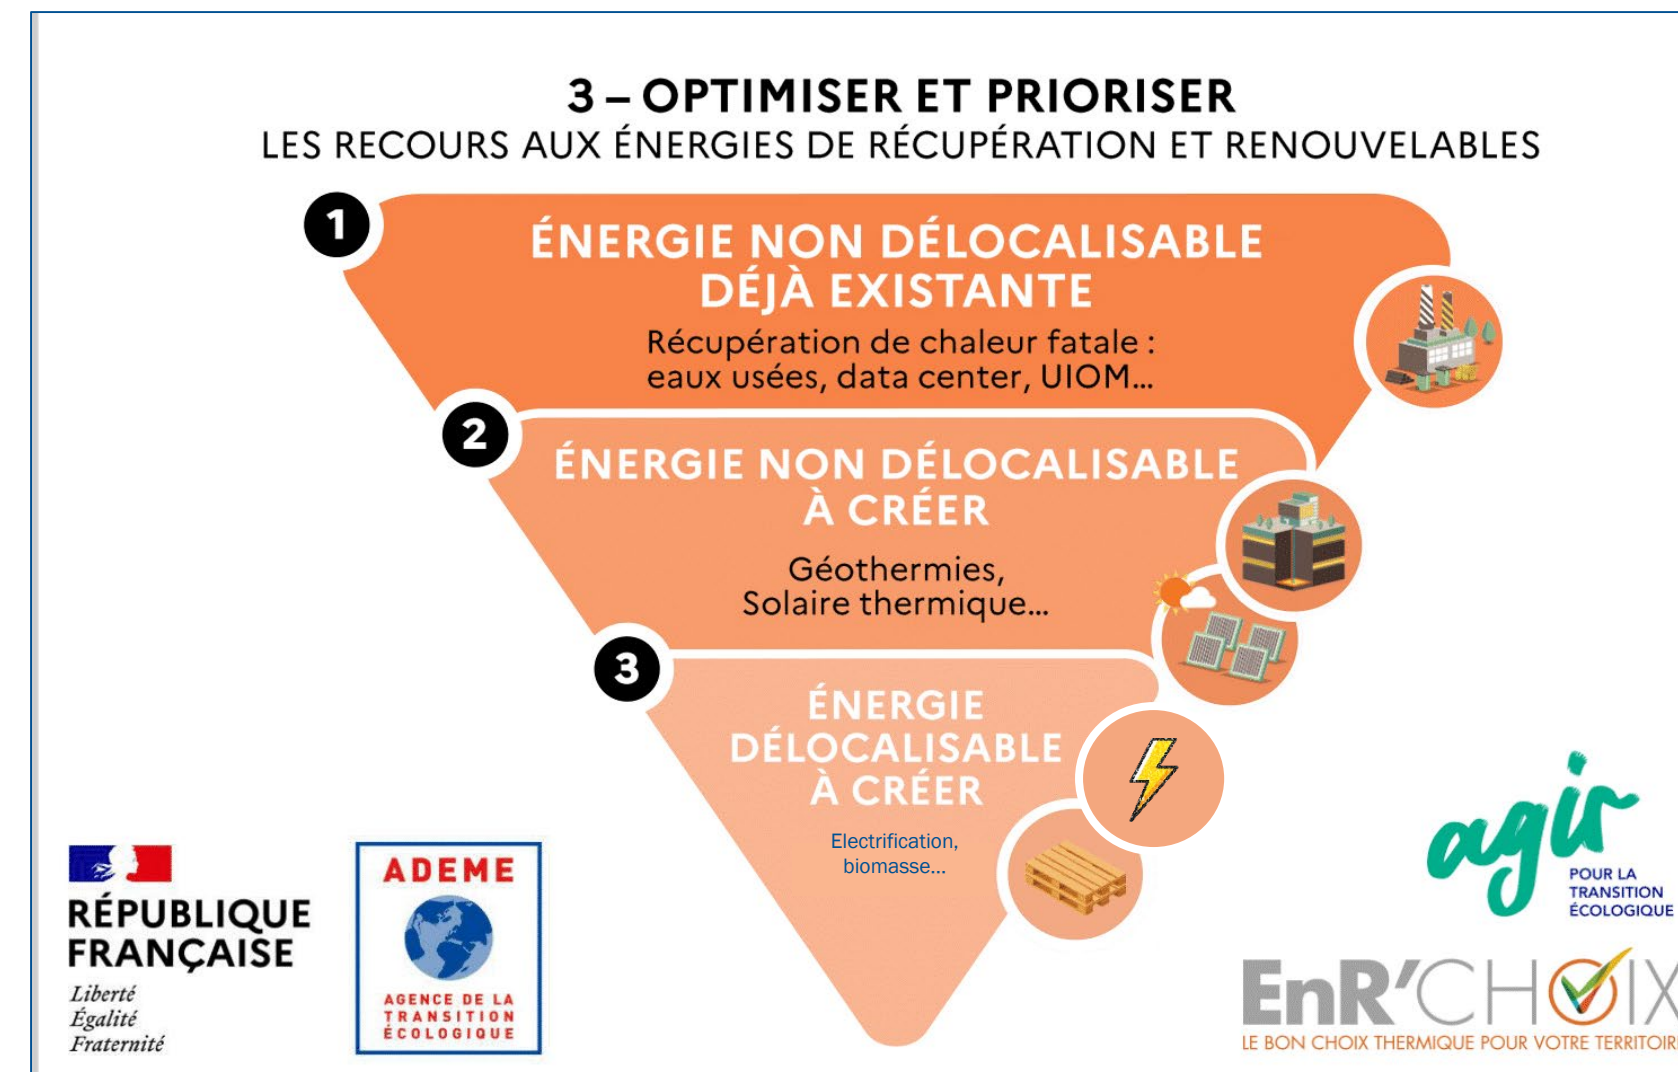 3 – OPTIMISER ET PRIORISER
LES RECOURS AUX ÉNERGIES DE RÉCUPÉRATION ET RENOUVELABLES
1
ÉNERGIE NON DÉLOCALISABLE
DÉJÀ EXISTANTE
Récupération de chaleur fatale :
eaux usées, data center, UIOM...
2
ÉNERGIE NON DÉLOCALISABLE
À CRÉER
Géothermies,
Solaire thermique...
3
ÉNERGIE
DÉLOCALISABLE
À CRÉER
Electrification,
biomasse...
RÉPUBLIQUE
FRANÇAISE
Liberté
Égalité
Fraternité
ADEME
AGENCE DE LA
TRANSITION
ÉCOLOGIQUE
agir
POUR LA
TRANSITION
ÉCOLOGIQUE
EnR'CHOIX
LE BON CHOIX THERMIQUE POUR VOTRE TERRITOIRE